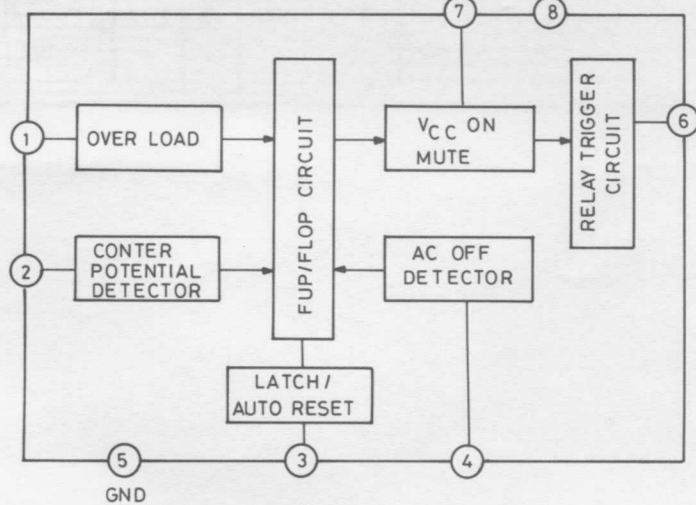 7
8
1
OVER LOAD
FUP/FLOP CIRCUIT
VCC ON
MUTE
RELAY TRIGGER
CIRCUIT
6
2
CONTER
POTENTIAL
DETECTOR
AC OFF
DETECTOR
LATCH/
AUTO RESET
5
3
4
GND